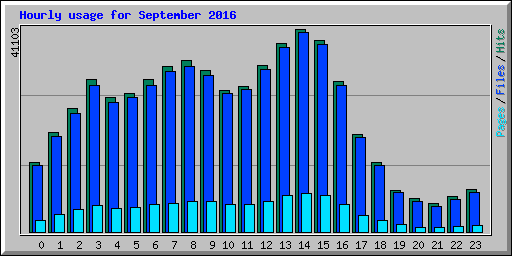 Hourly usage for September 2016
41103
Pages/Files/Hits
0 1 2 3 4 5 6 7 8 9 10 11 12 13 14 15 16 17 18 19 20 21 22 23